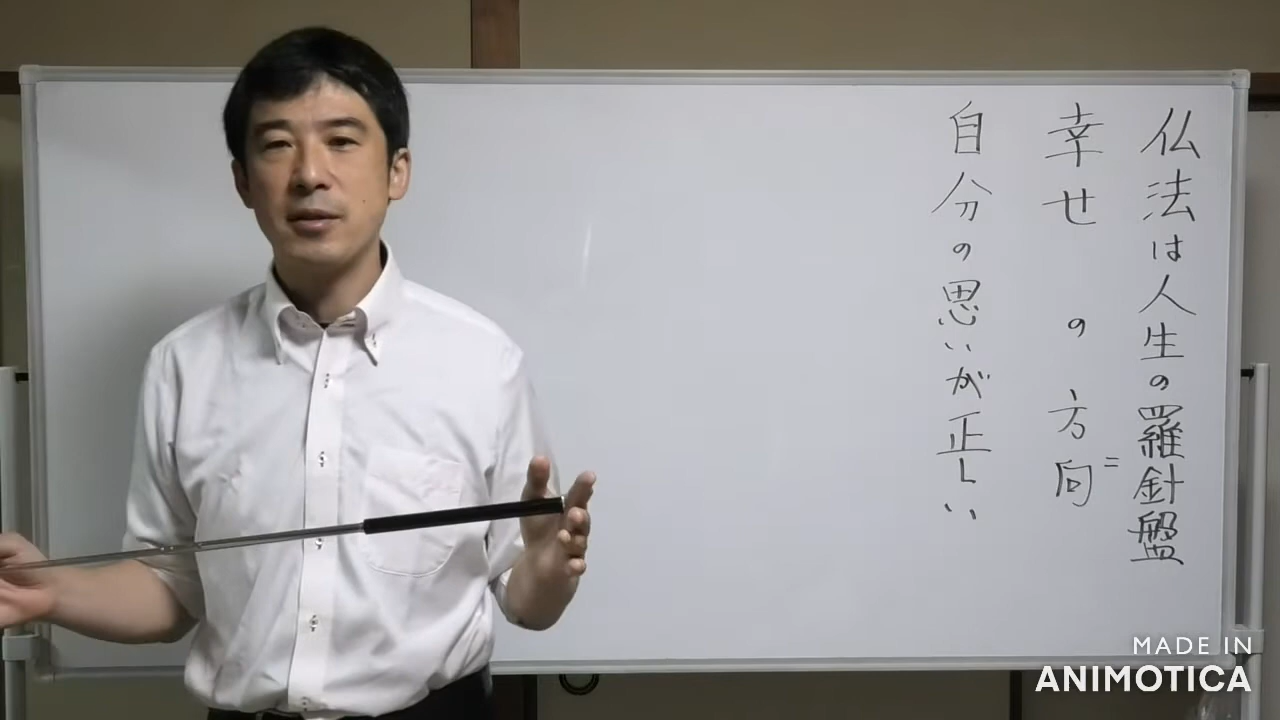 仏法は人生の羅針盤
=
幸せの方向
自分の思いが正しい
MADE IN
ANIMOTICA